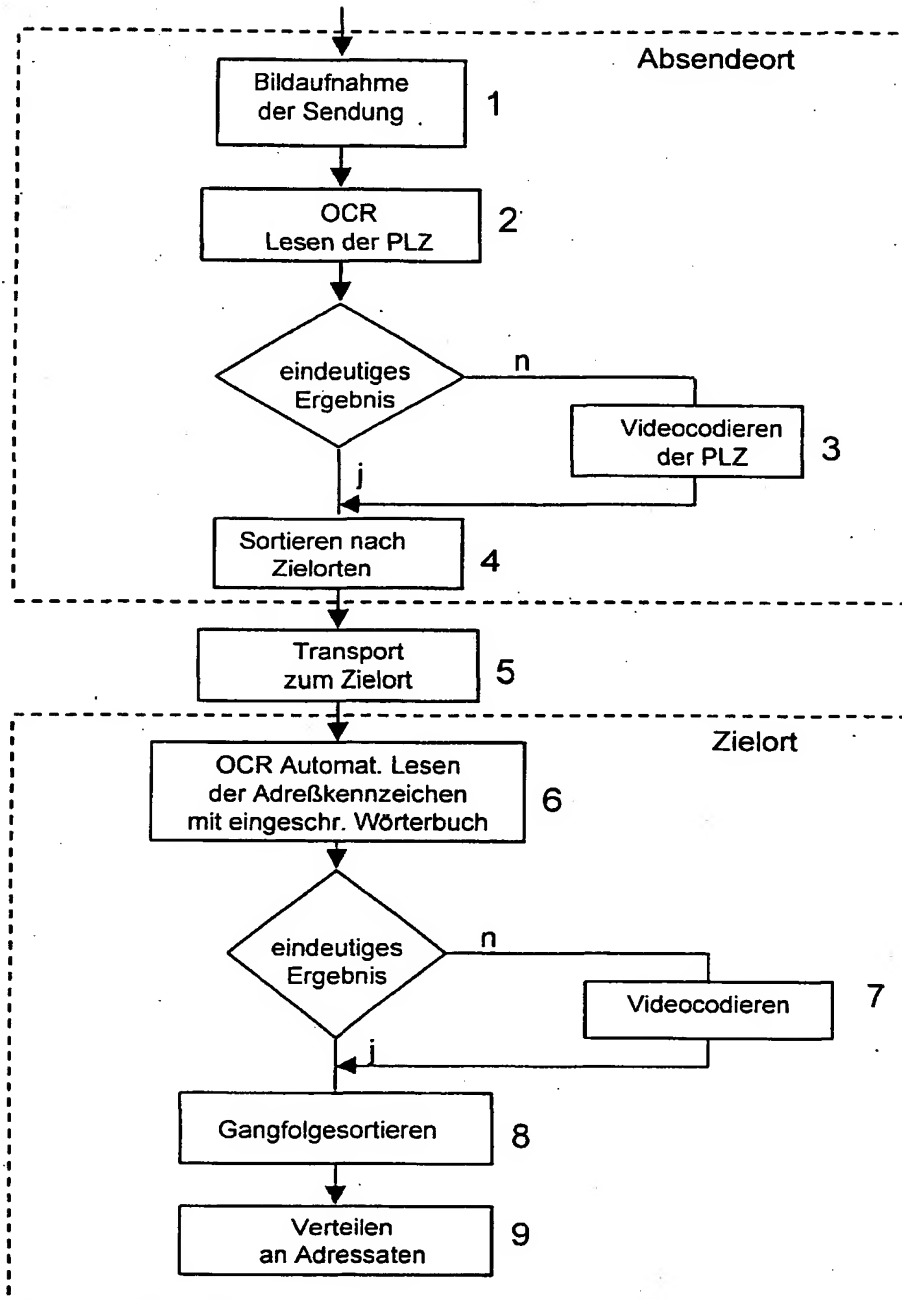 Absendeort
Bildaufnahme
der Sendung
1
OCR
Lesen der PLZ
2
eindeutiges
Ergebnis
n
Videocodieren
der PLZ
3
j
Sortieren nach
Zielorten
4
Transport
zum Zielort
5
Zielort
OCR Automat. Lesen
der Adreßkennzeichen
mit eingeschr. Wörterbuch
6
eindeutiges
Ergebnis
n
Videocodieren
7
j
Gangfolgesortieren
8
Verteilen
an Adressaten
9